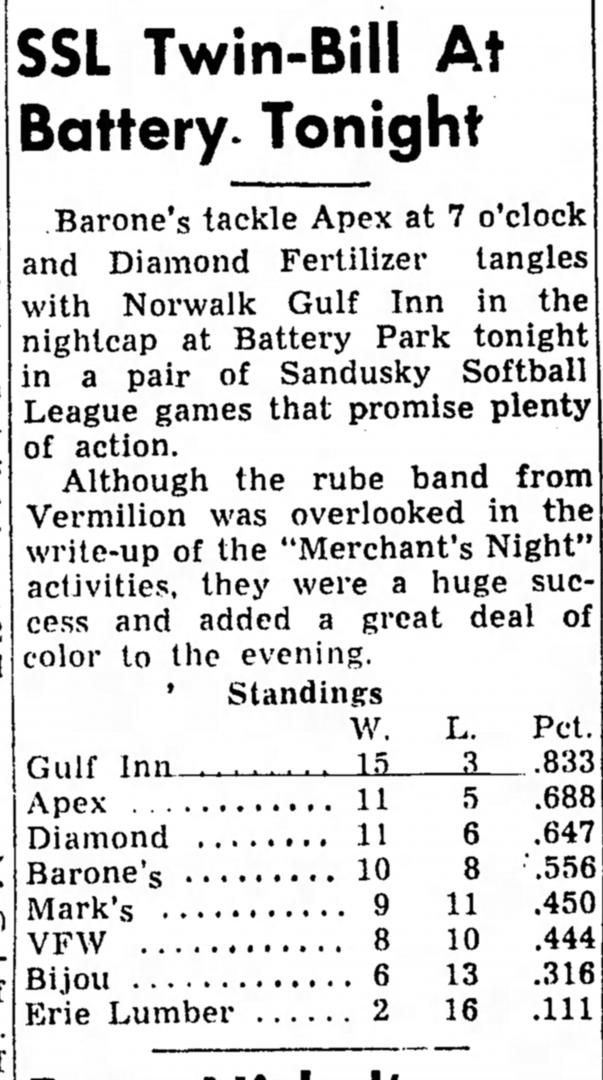 SSL Twin-Bill At
Battery Tonight
Barone's tackle Apex at 7 o'clock
and Diamond Fertilizer tangles
with Norwalk Gulf Inn in the
nightcap at Battery Park tonight
in a pair of Sandusky Softball
League games that promise plenty
of action.
Although the rube band from
Vermilion was overlooked in the
write-up of the "Merchant's Night"
activities, they were a huge suc-
cess and added a great deal of
color to the evening.
Standings
W. L. Pct.
Gulf Inn ......... 15 3 .833
Apex ............. 11 5 .688
Diamond ........ 11 6 .647
Barone's ......... 10 8 .556
Mark's ........... 9 11 .450
VFW ............ 8 10 .444
Bijou ............. 6 13 .316
Erie Lumber ...... 2 16 .111